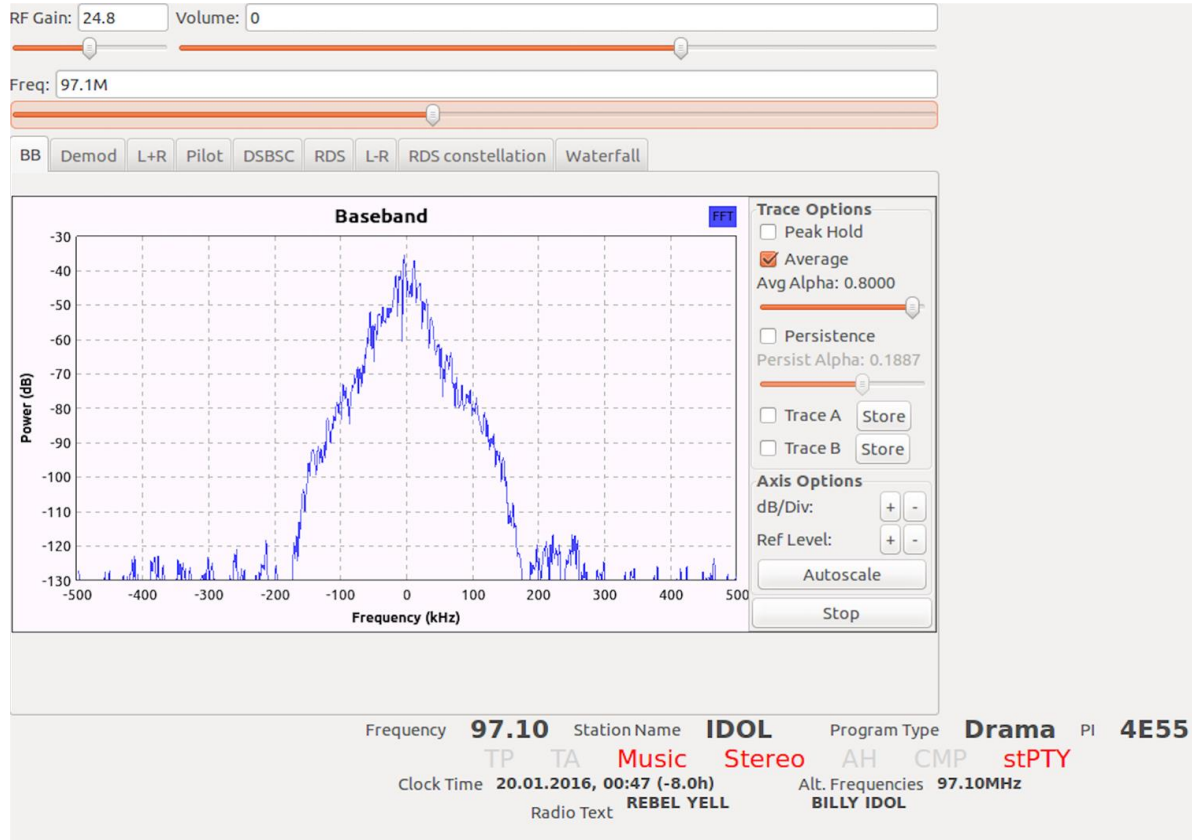 RF Gain: 24.8 Volume: 0
Freq: 97.1M
BB Demod L+R Pilot DSBSC RDS L-R RDS constellation Waterfall
Baseband FFT
Trace Options
Peak Hold
Average
Avg Alpha: 0.8000
Persistence
Persist Alpha: 0.1887
Trace A Store
Trace B Store
Axis Options
dB/Div: + -
Ref Level: + -
Autoscale
Stop
Power (dB)
-30
-40
-50
-60
-70
-80
-90
-100
-110
-120
-130
-500 -400 -300 -200 -100 0 100 200 300 400 500
Frequency (kHz)
Frequency 97.10 Station Name IDOL Program Type Drama PI 4E55
TP TA Music Stereo AH CMP stPTY
Clock Time 20.01.2016, 00:47 (-8.0h) Alt. Frequencies 97.10MHz
Radio Text REBEL YELL BILLY IDOL